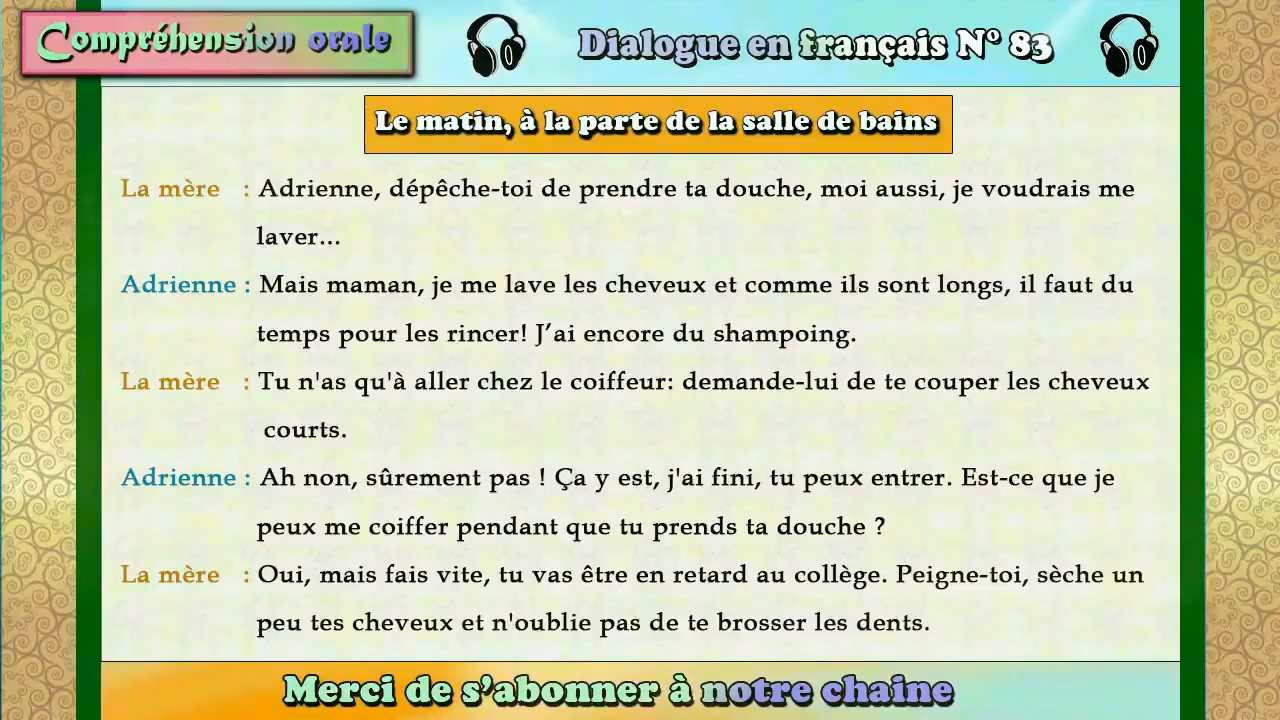 Compréhension orale
Dialogue en français N° 83
Le matin, à la parte de la salle de bains
La mère : Adrienne, dépêche-toi de prendre ta douche, moi aussi, je voudrais me
laver...
Adrienne : Mais maman, je me lave les cheveux et comme ils sont longs, il faut du
temps pour les rincer! J’ai encore du shampoing.
La mère : Tu n'as qu'à aller chez le coiffeur: demande-lui de te couper les cheveux
courts.
Adrienne : Ah non, sûrement pas ! Ça y est, j'ai fini, tu peux entrer. Est-ce que je
peux me coiffer pendant que tu prends ta douche ?
La mère : Oui, mais fais vite, tu vas être en retard au collège. Peigne-toi, sèche un
peu tes cheveux et n'oublie pas de te brosser les dents.
Merci de s’abonner à notre chaine